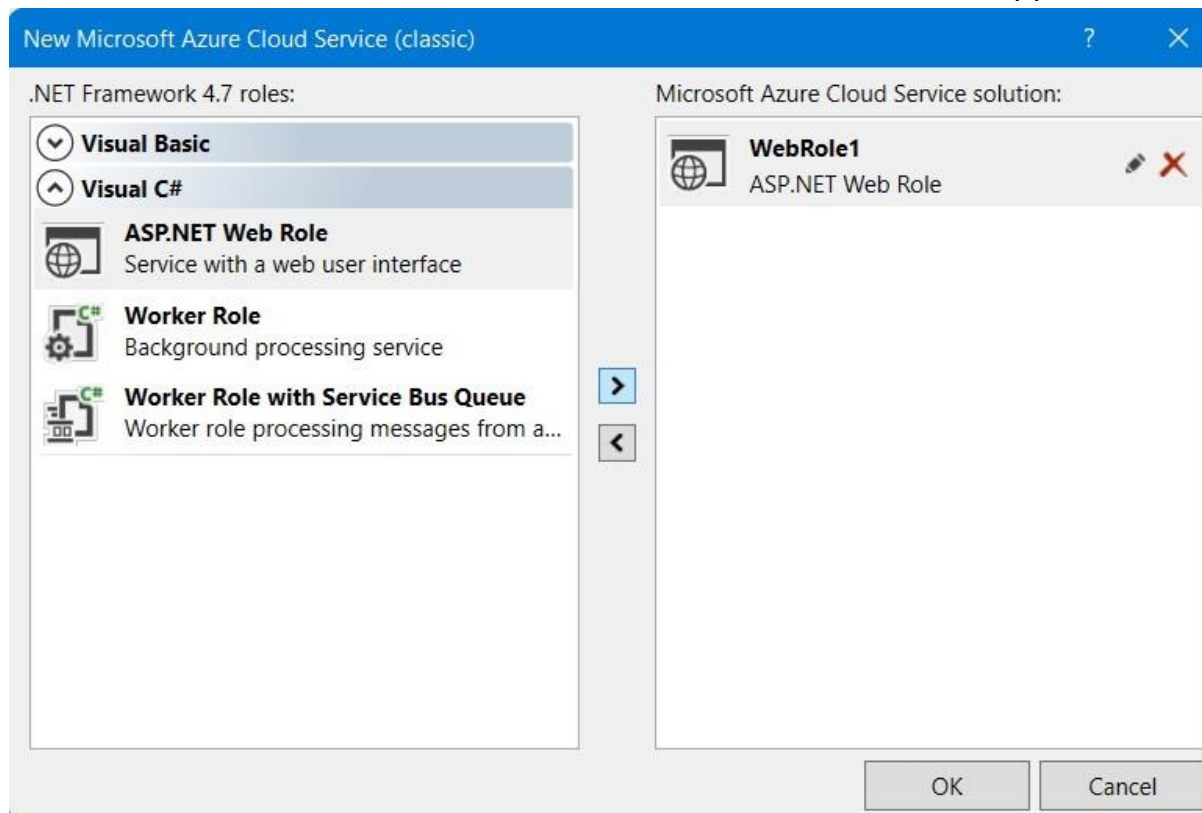 New Microsoft Azure Cloud Service (classic)
?
.NET Framework 4.7 roles:
Visual Basic
Visual C#
ASP.NET Web Role
Service with a web user interface
C#
Worker Role
Background processing service
C#
Worker Role with Service Bus Queue
Worker role processing messages from a...
Microsoft Azure Cloud Service solution:
WebRole1
ASP.NET Web Role
OK
Cancel